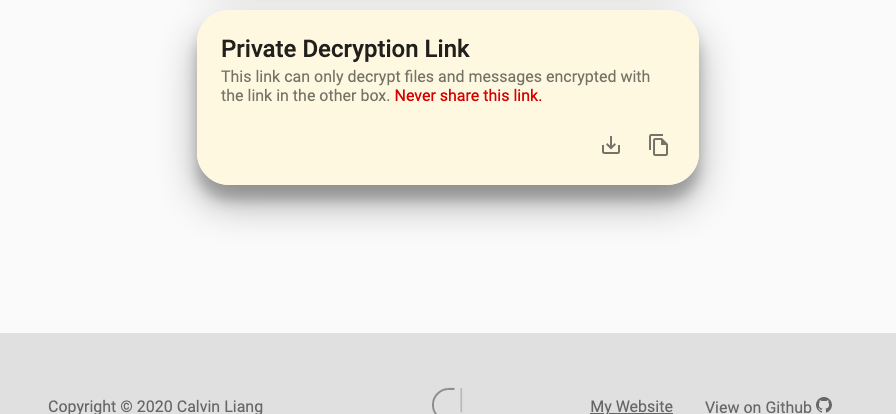 Private Decryption Link
This link can only decrypt files and messages encrypted with
the link in the other box. Never share this link.
Copyright © 2020 Calvin Liang
My Website
View on Github